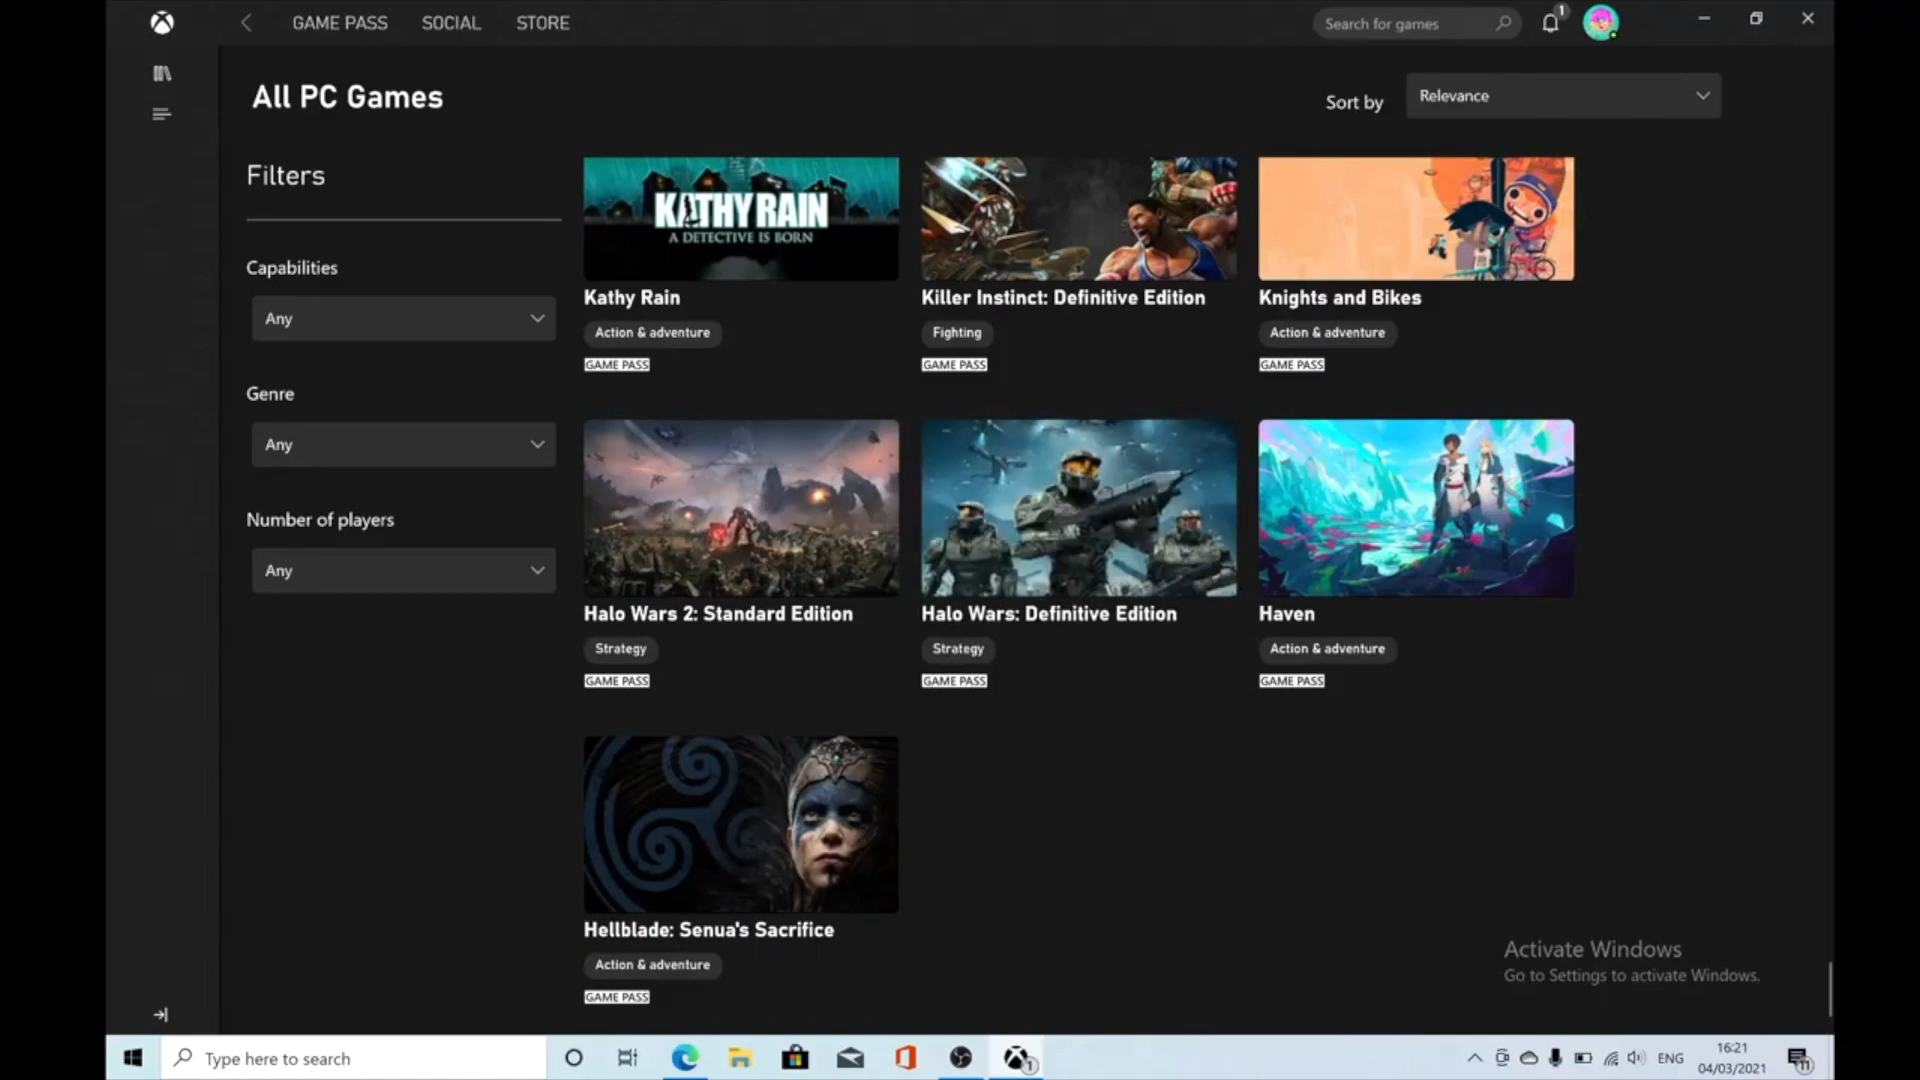 GAME PASS
SOCIAL
STORE
Search for games
1
All PC Games
Sort by
Relevance
Filters
Capabilities
Any
Genre
Any
Number of players
Any
KATHY RAIN
A DETECTIVE IS BORN
Kathy Rain
Action & adventure
GAME PASS
Killer Instinct: Definitive Edition
Fighting
GAME PASS
Knights and Bikes
Action & adventure
GAME PASS
Halo Wars 2: Standard Edition
Strategy
GAME PASS
Halo Wars: Definitive Edition
Strategy
GAME PASS
Haven
Action & adventure
GAME PASS
Hellblade: Senua's Sacrifice
Action & adventure
GAME PASS
Activate Windows
Go to Settings to activate Windows.
Type here to search
1
ENG
16:21
04/03/2021
11